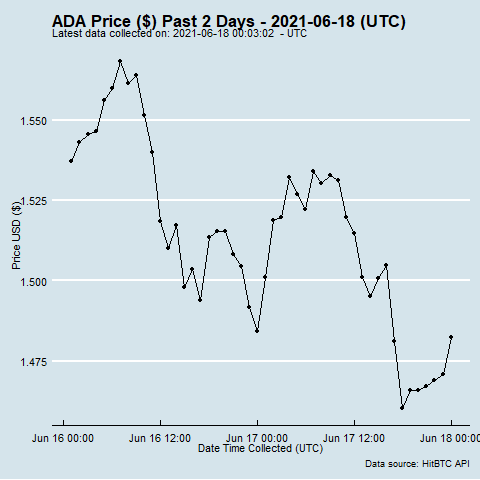 ADA Price ($) Past 2 Days - 2021-06-18 (UTC)
Latest data collected on: 2021-06-18 00:03:02 - UTC
1.550
1.525
1.500
1.475
Price USD ($)
Jun 16 00:00 Jun 16 12:00 Jun 17 00:00 Jun 17 12:00 Jun 18 00:00
Date Time Collected (UTC)
Data source: HitBTC API